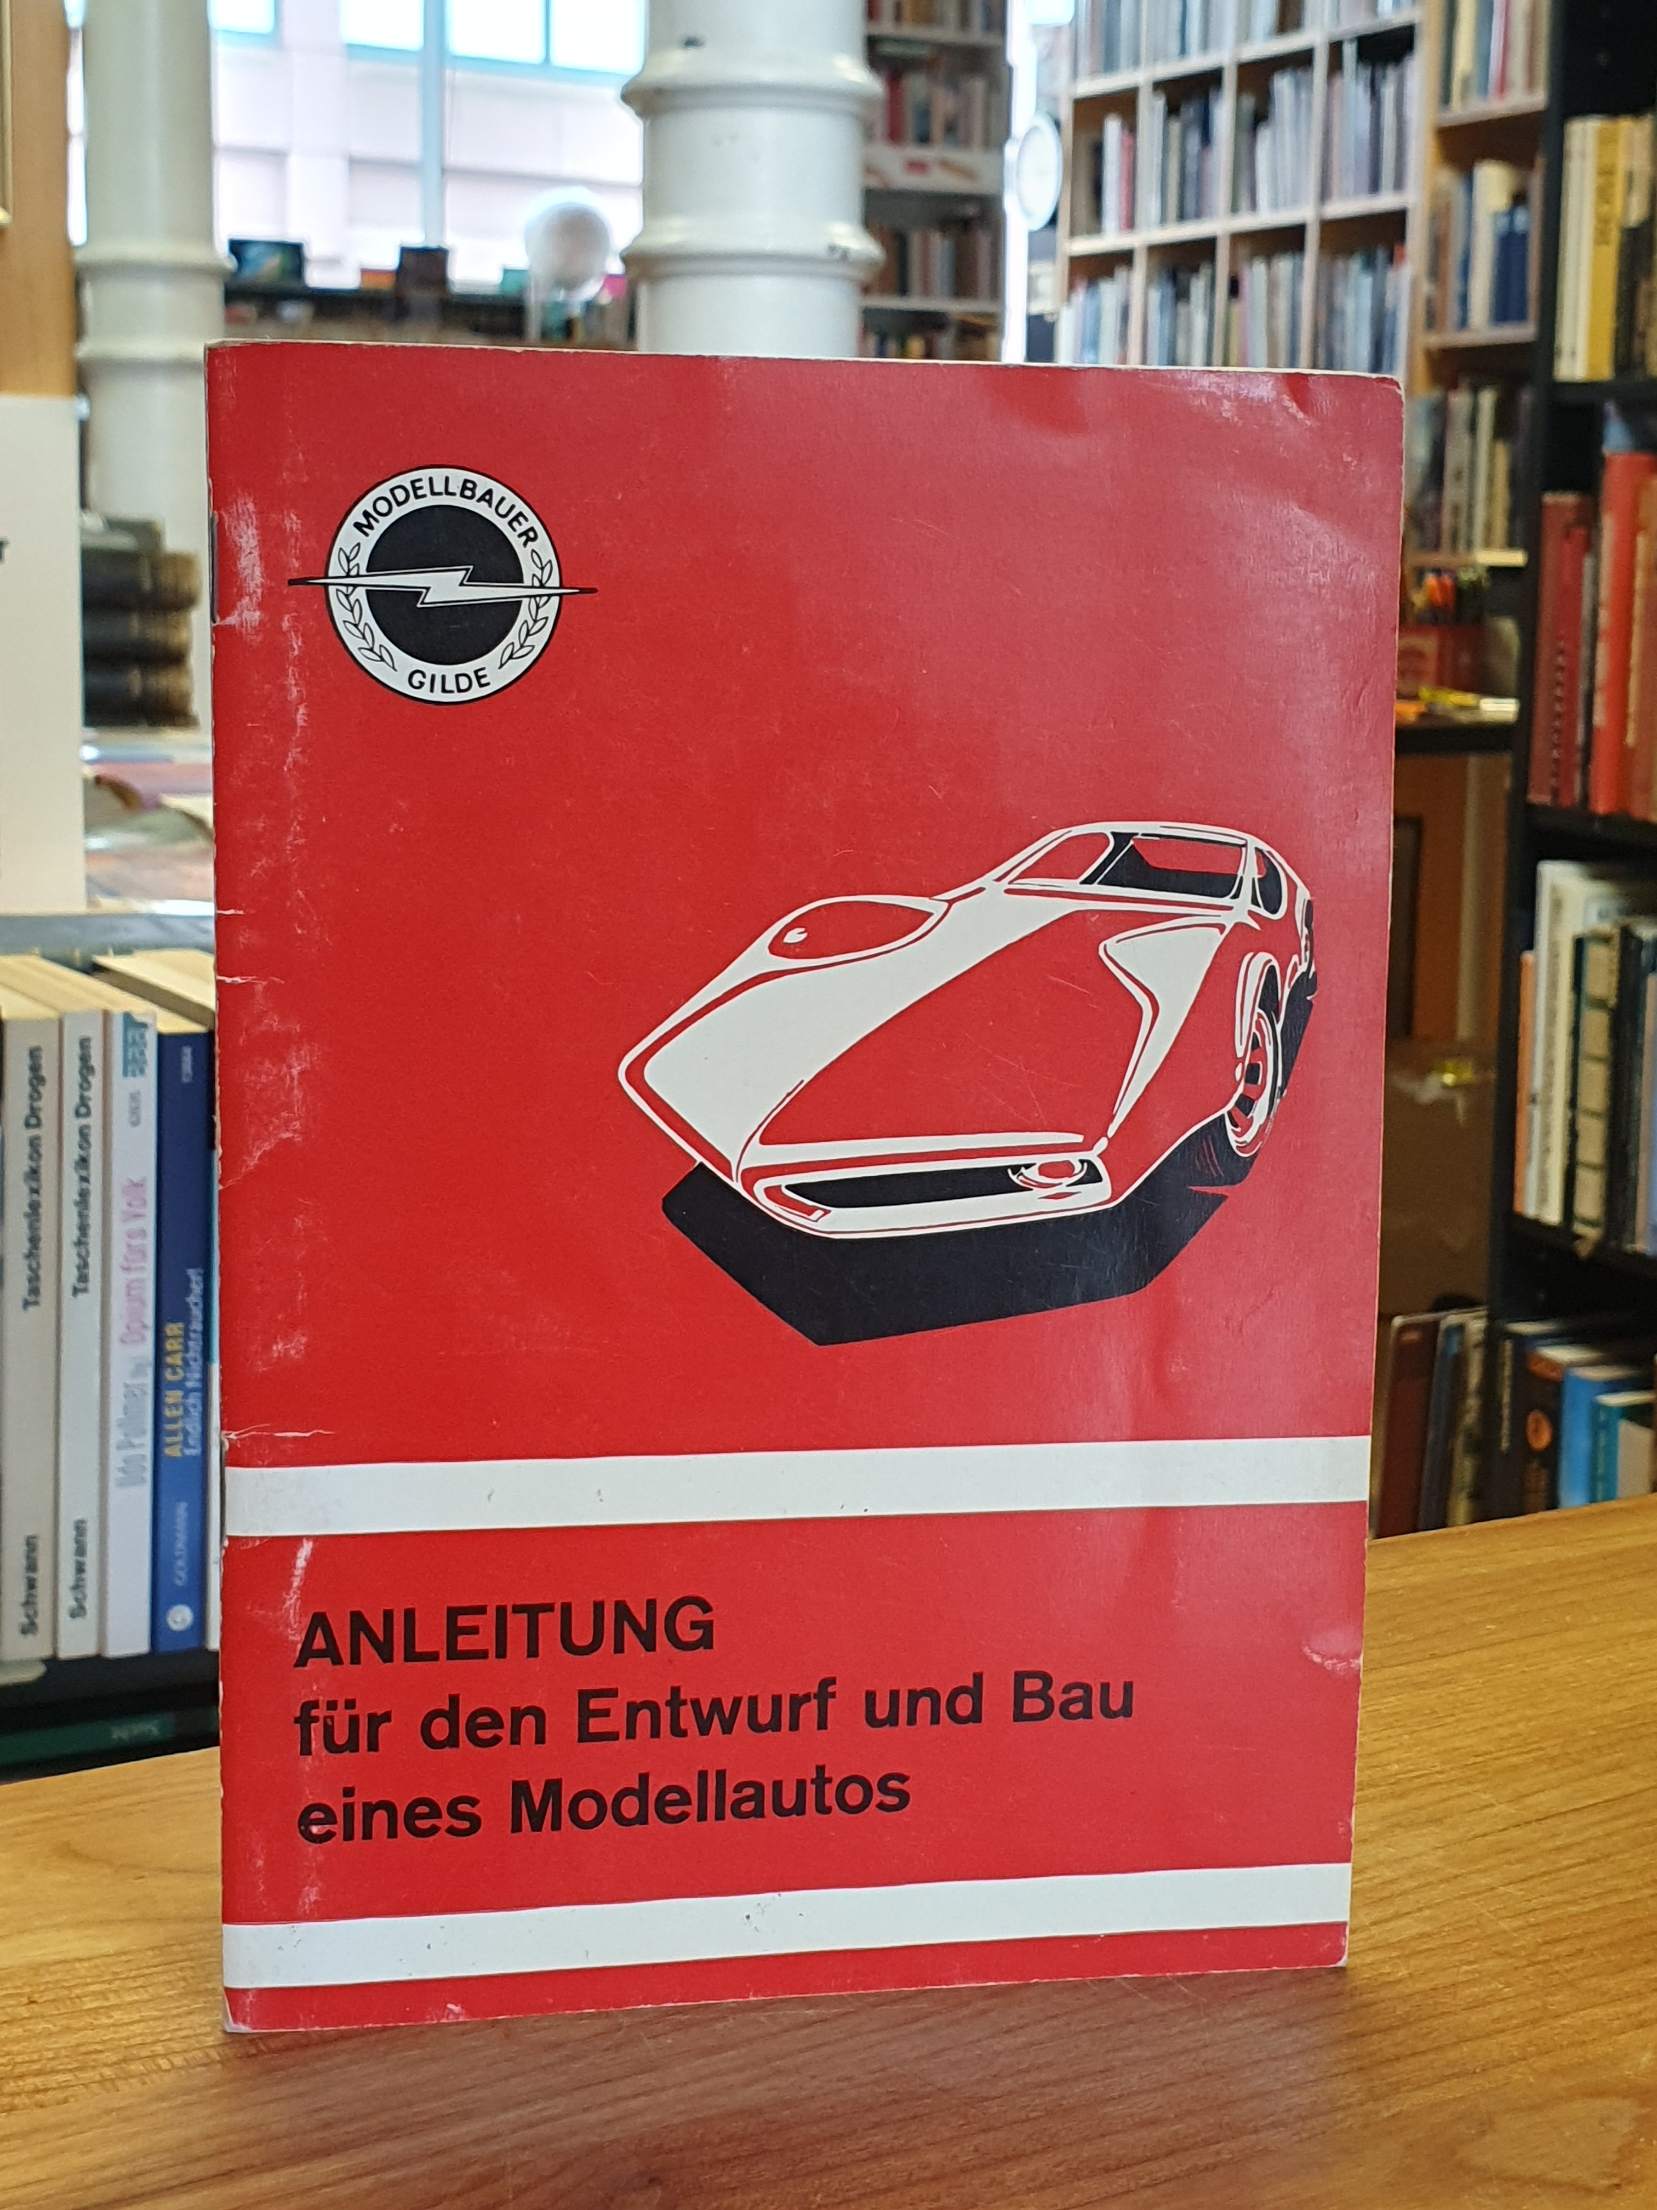 MODELLBAUER
GILDE
ANLEITUNG
für den Entwurf und Bau
eines Modellautos
Taschenlexikon Drogen
Schwann
Taschenlexikon Drogen
Schwann
Opium fürs Volk
ALLEN CARR
Endlich Nichtraucher!
GOLDMANN